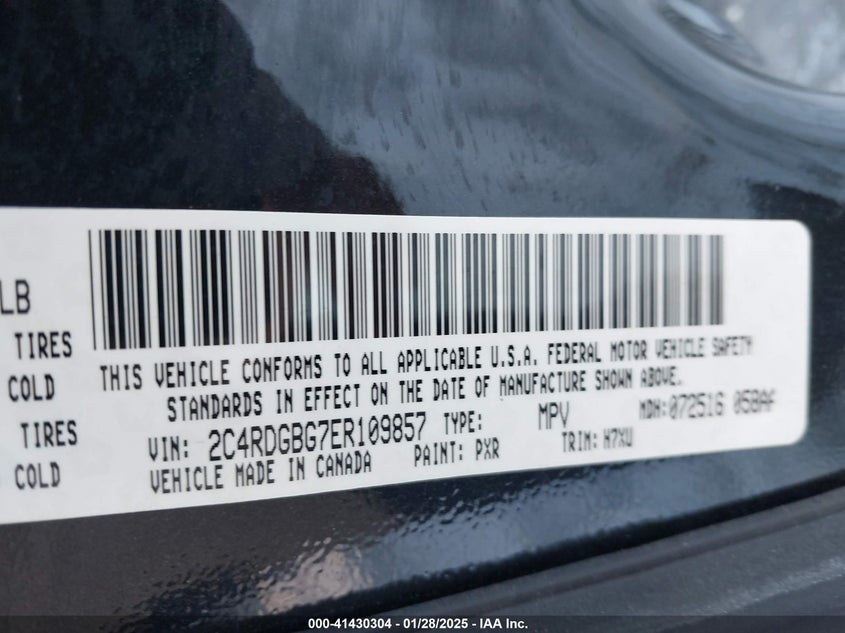 LB
TIRES
COLD
TIRES
COLD
THIS VEHICLE CONFORMS TO ALL APPLICABLE U.S.A. FEDERAL MOTOR VEHICLE SAFETY
STANDARDS IN EFFECT ON THE DATE OF MANUFACTURE SHOWN ABOVE.
VIN: 2C4RDGBG7ER109857 TYPE: MPV MDH:072516 05BAF
VEHICLE MADE IN CANADA PAINT: PXR TRIM: H7XU
000-41430304 / 01/28/2025 - IAA Inc.